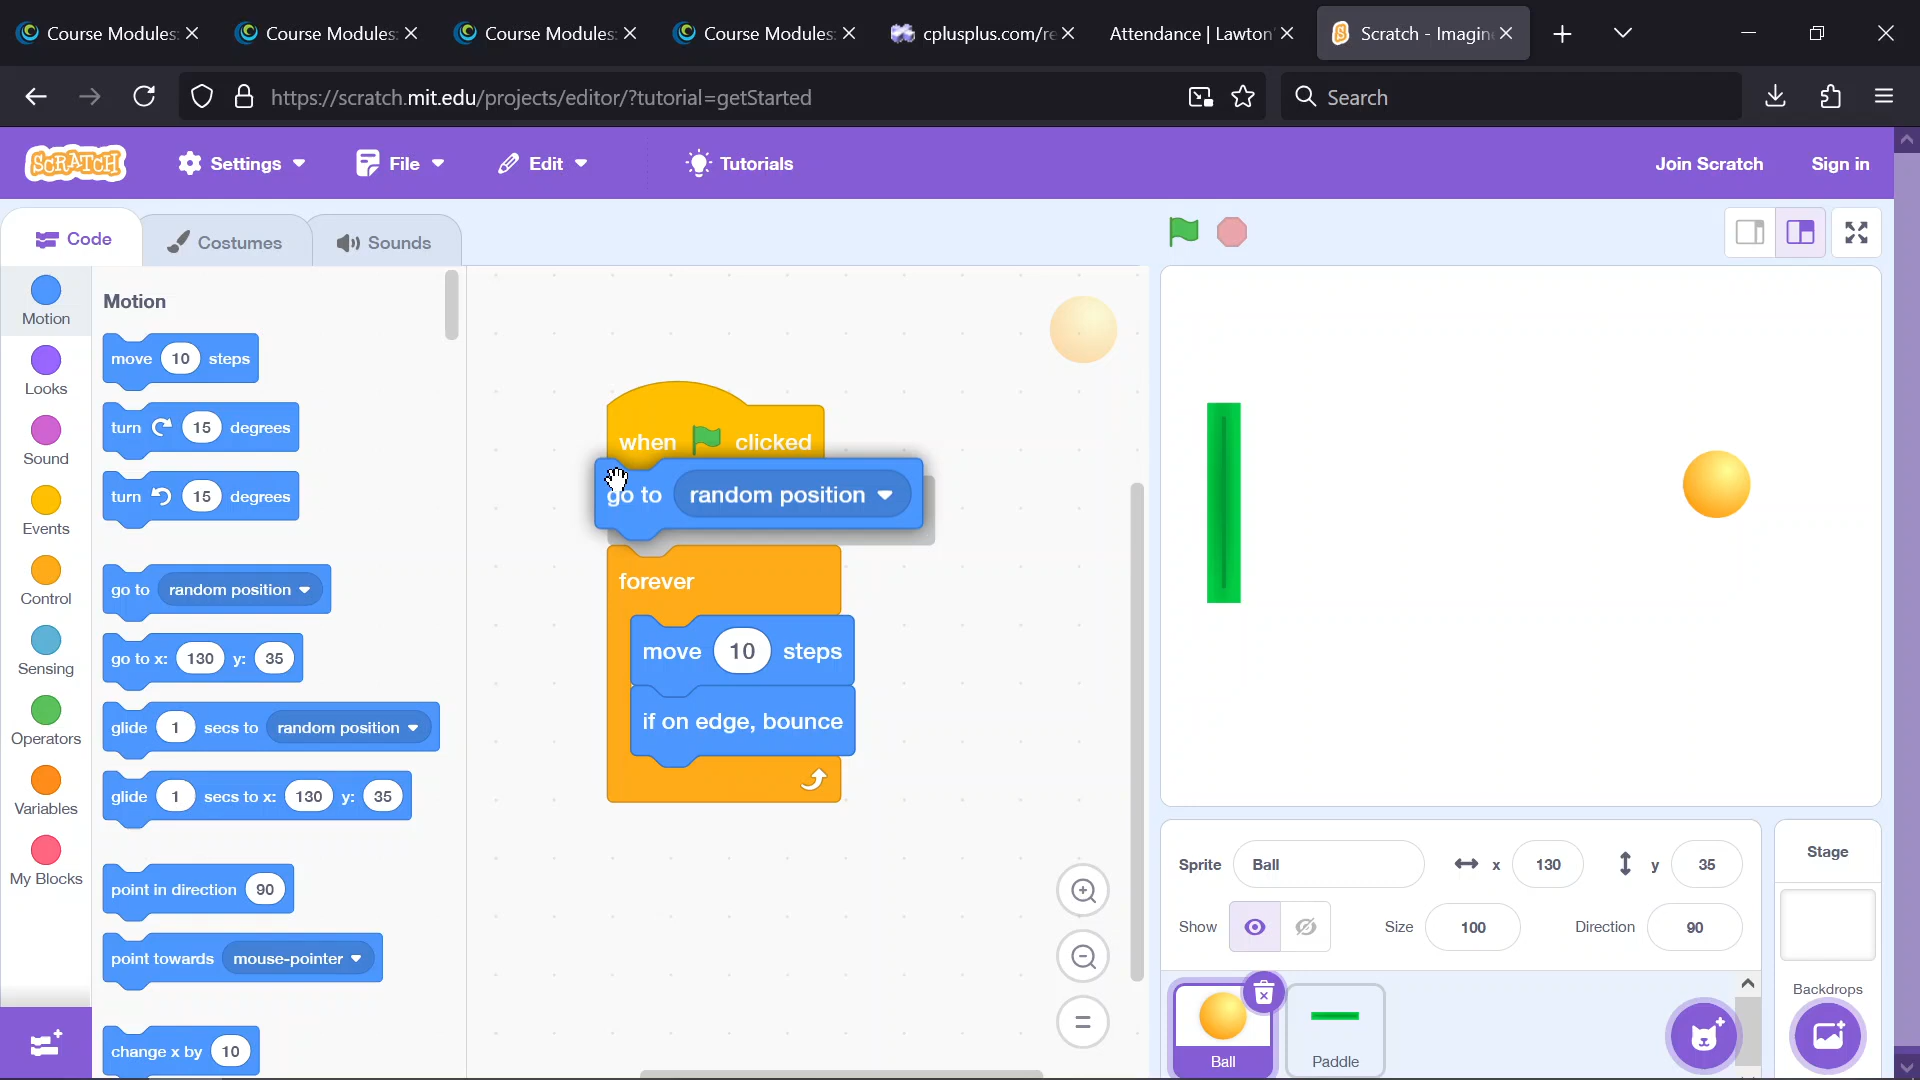 Course Modules:
Course Modules:
Course Modules:
Course Modules:
cplusplus.com/re
Attendance | Lawton
Scratch - Imagin
https://scratch.mit.edu/projects/editor/?tutorial=getStarted
Search
SCRATCH
Settings
File
Edit
Tutorials
Join Scratch
Sign in
Code
Costumes
Sounds
Motion
Looks
Sound
Events
Control
Sensing
Operators
Variables
My Blocks
Motion
move 10 steps
turn 15 degrees
turn 15 degrees
go to random position
go to x: 130 y: 35
glide 1 secs to random position
glide 1 secs to x: 130 y: 35
point in direction 90
point towards mouse-pointer
change x by 10
when clicked
go to random position
forever
move 10 steps
if on edge, bounce
Sprite Ball x 130 y 35
Show Size 100 Direction 90
Ball
Paddle
Stage
Backdrops